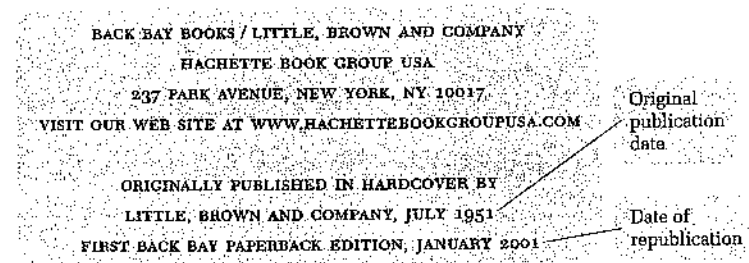 BACK BAY BOOKS / LITTLE, BROWN AND COMPANY
HACHETTE BOOK GROUP USA
237 PARK AVENUE, NEW YORK, NY 10017
VISIT OUR WEB SITE AT WWW.HACHETTEBOOKGROUPUSA.COM
ORIGINALLY PUBLISHED IN HARDCOVER BY
LITTLE, BROWN AND COMPANY, JULY 1951
FIRST BACK BAY PAPERBACK EDITION, JANUARY 2001
Original
publication
date
Date of
republication